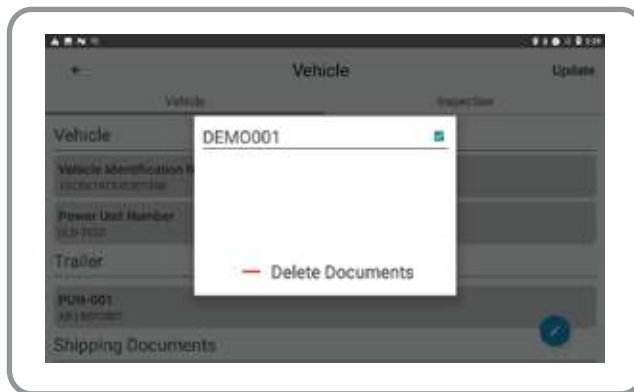 Vehicle
Update
Vehicle
Inspection
Vehicle
DEMO001
Vehicle Identification
Power Unit Number
Trailer
Delete Documents
PUN-001
Shipping Documents